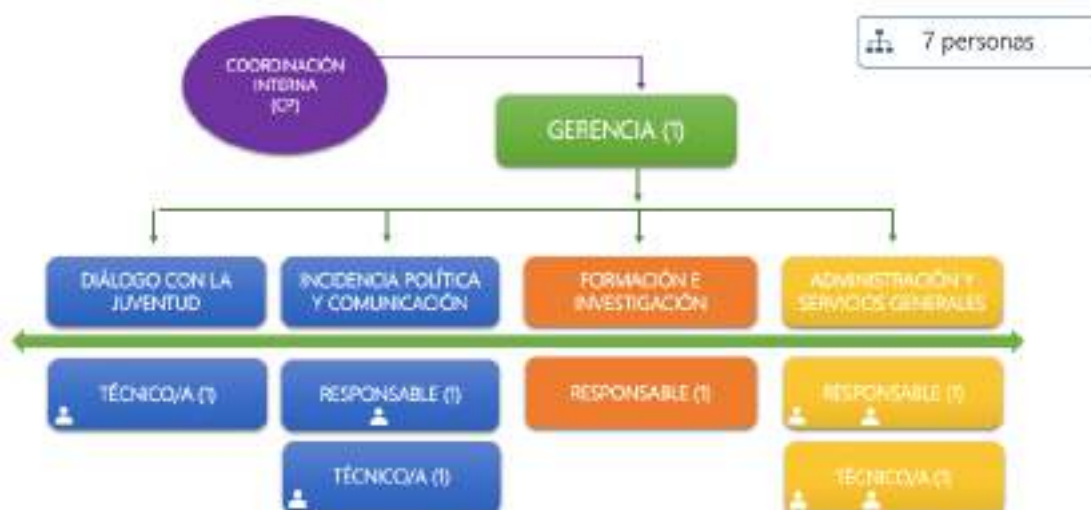 COORDINACIÓN
INTERNA
(CP)
7 personas
GERENCIA (1)
DIÁLOGO CON LA
JUVENTUD
INCIDENCIA POLÍTICA
Y COMUNICACIÓN
FORMACIÓN E
INVESTIGACIÓN
ADMINISTRACIÓN Y
SERVICIOS GENERALES
TÉCNICO/A (1)
RESPONSABLE (1)
RESPONSABLE (1)
RESPONSABLE (1)
TÉCNICO/A (1)
TÉCNICO/A (1)